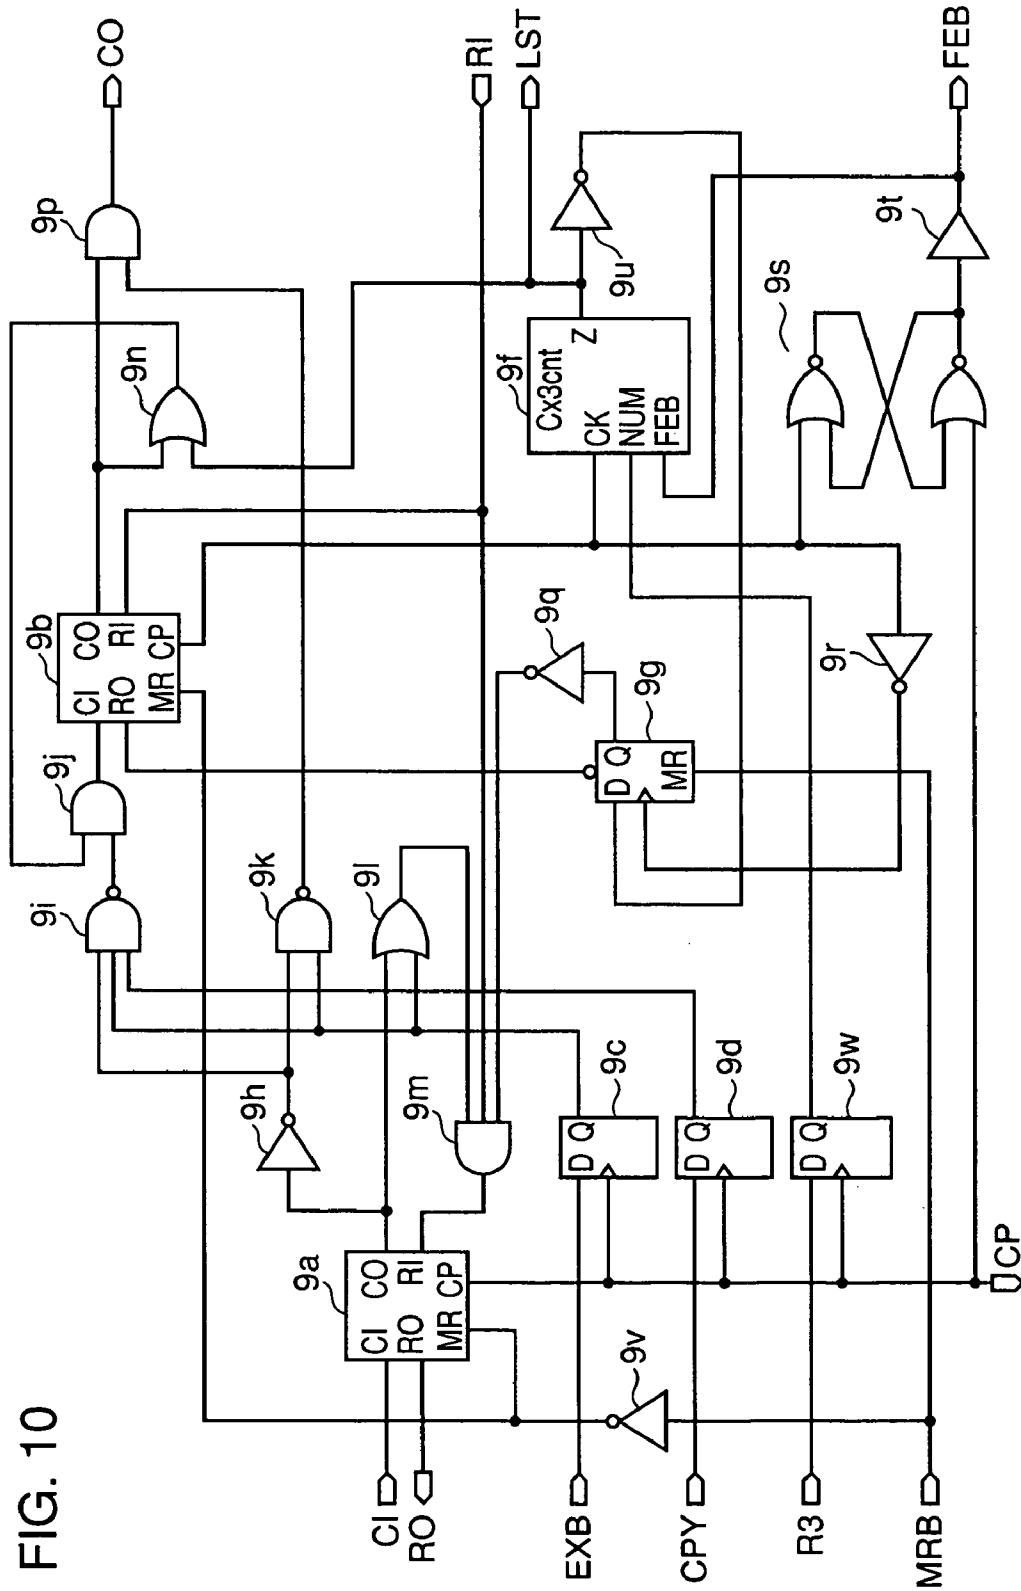 FIG. 10
CI
RO
EXB
CPY
R3
MRB
CP
9a
CI CO
RO RI
MR CP
9v
9h
9m
9c
D Q
9d
D Q
9w
D Q
9i
9k
9l
9j
9b
CI CO
RO RI
MR CP
9g
D Q
MR
9q
9r
9n
9f
Cx3cnt
CK
NUM
FEB
Z
9s
9u
9t
9p
CO
RI
LST
FEB